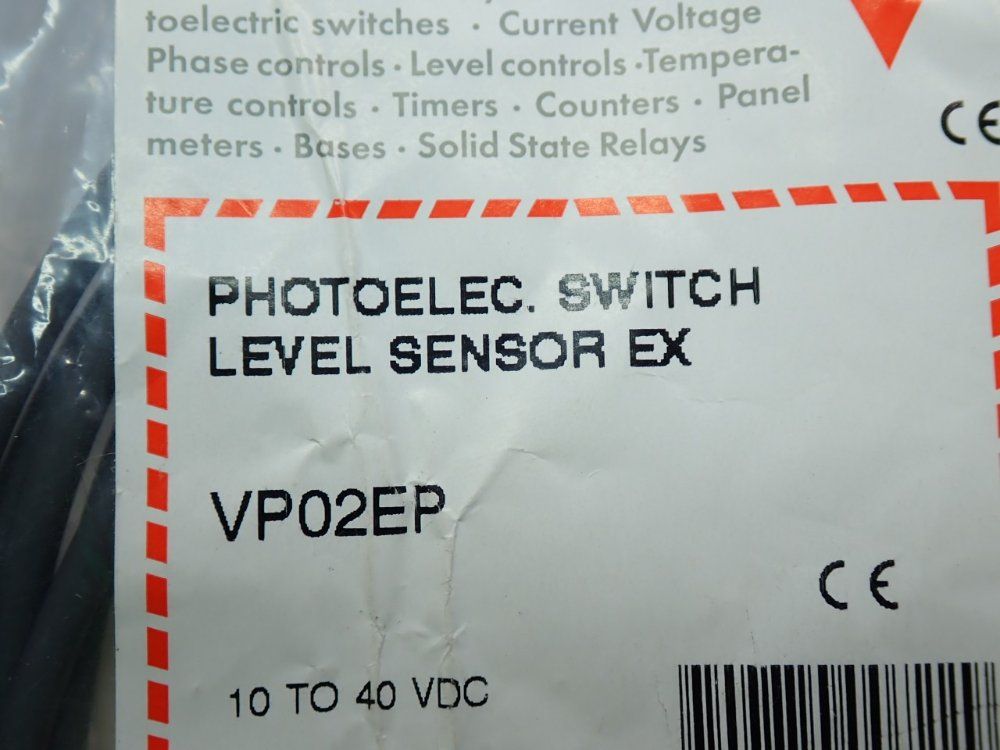 toelectric switches · Current Voltage
Phase controls · Level controls · Tempera-
ture controls · Timers · Counters · Panel
meters · Bases · Solid State Relays
CE
PHOTOELEC. SWITCH
LEVEL SENSOR EX
VP02EP
CE
10 TO 40 VDC